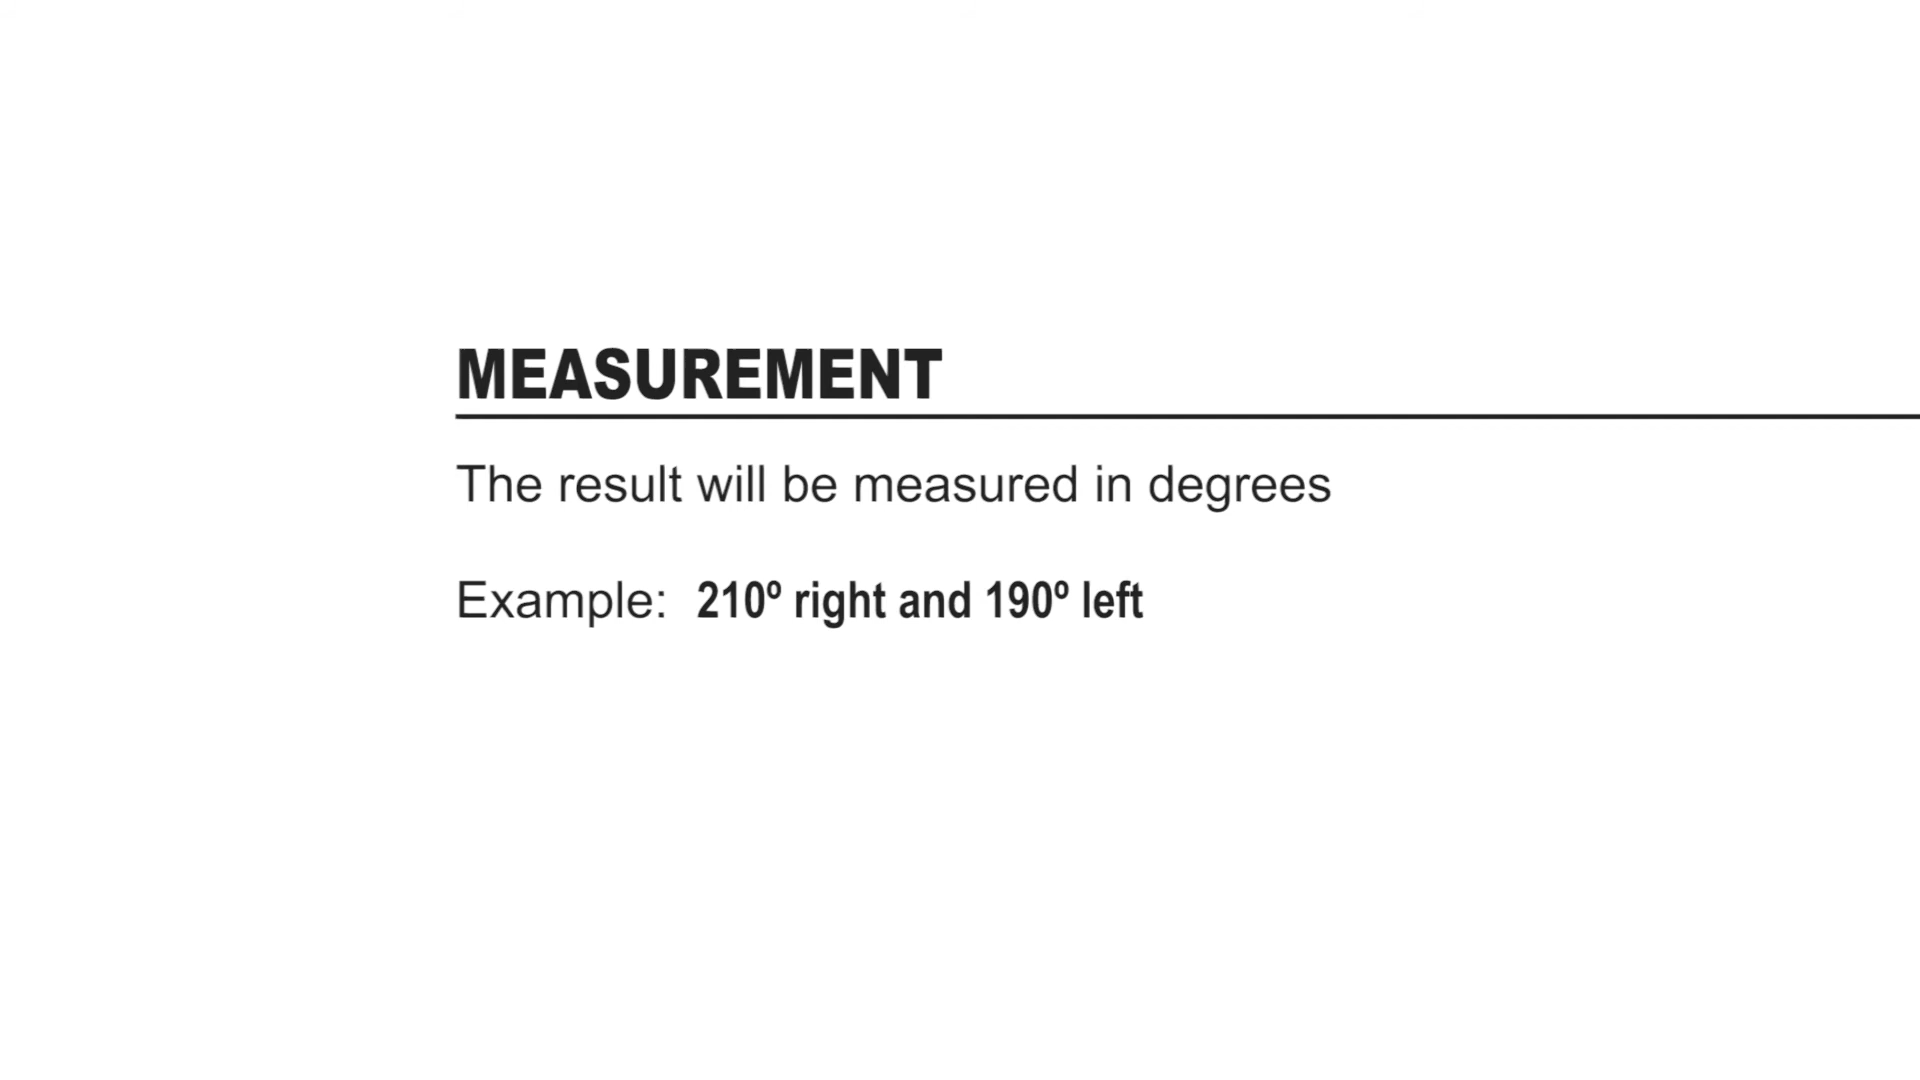 MEASUREMENT
The result will be measured in degrees
Example: 210º right and 190º left